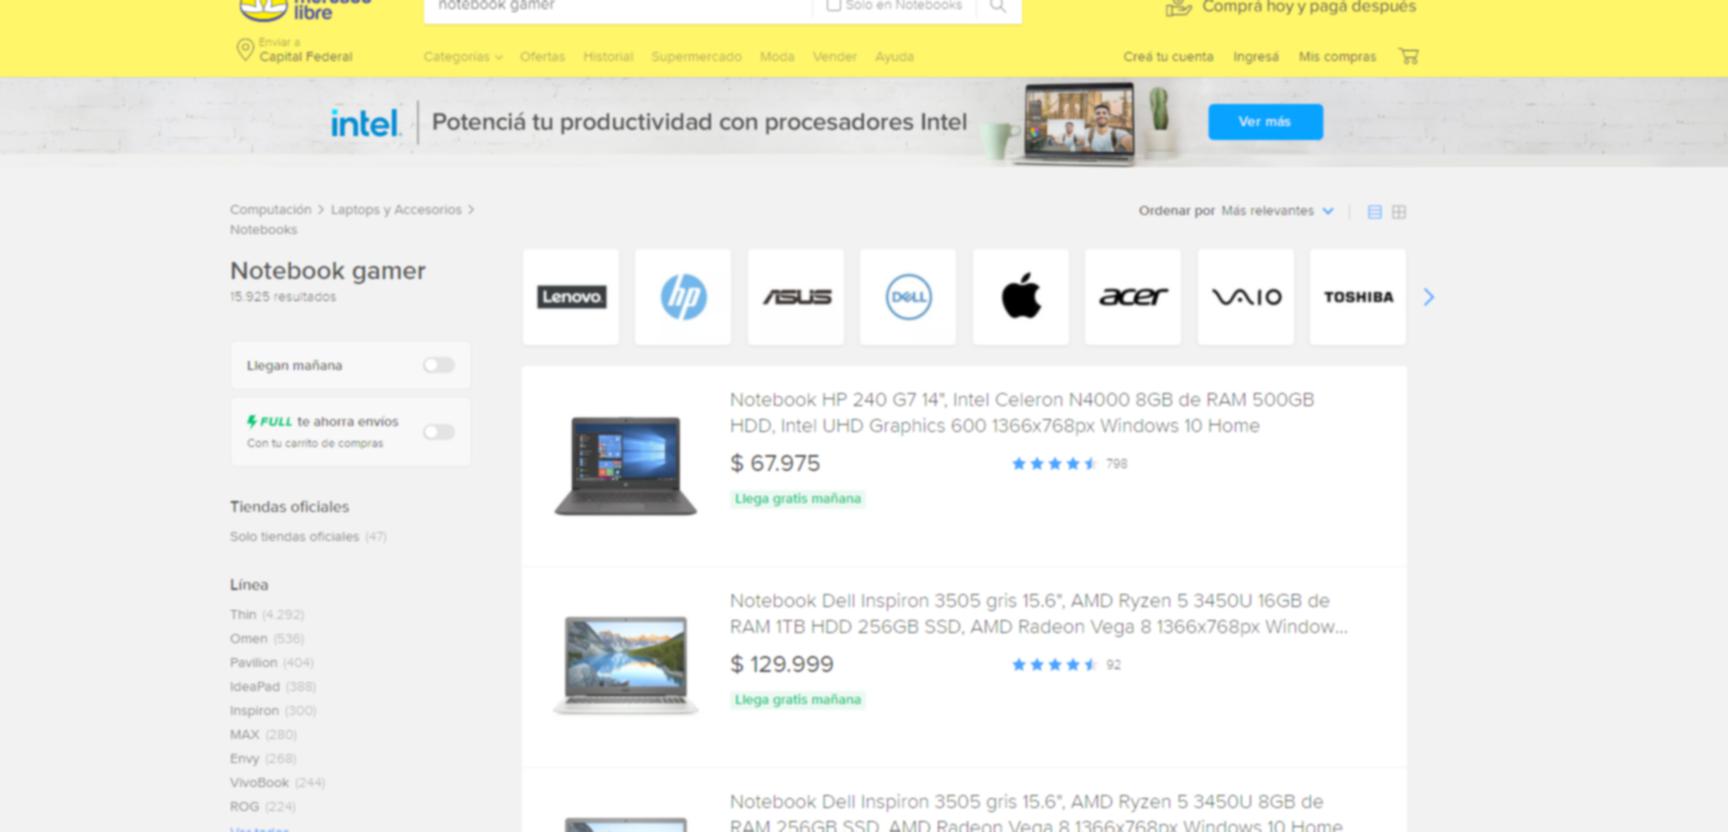 libre
notebook gamer
Solo en Notebooks
Comprá hoy y pagá después
Enviar a
Capital Federal
Categorías
Ofertas
Historial
Supermercado
Moda
Vender
Ayuda
Creá tu cuenta
Ingresá
Mis compras
intel.
Potenciá tu productividad con procesadores Intel
Ver más
Computación > Laptops y Accesorios >
Notebooks
Ordenar por Más relevantes
Notebook gamer
15.925 resultados
Lenovo
hp
ASUS
DELL
acer
VAIO
TOSHIBA
Llegan mañana
FULL te ahorra envíos
Con tu carrito de compras
Tiendas oficiales
Solo tiendas oficiales (47)
Línea
Thin (4.292)
Omen (536)
Pavilion (404)
IdeaPad (388)
Inspiron (300)
MAX (280)
Envy (268)
VivoBook (244)
ROG (224)
Notebook HP 240 G7 14", Intel Celeron N4000 8GB de RAM 500GB
HDD, Intel UHD Graphics 600 1366x768px Windows 10 Home
$ 67.975
798
Llega gratis mañana
Notebook Dell Inspiron 3505 gris 15.6", AMD Ryzen 5 3450U 16GB de
RAM 1TB HDD 256GB SSD, AMD Radeon Vega 8 1366x768px Window...
$ 129.999
92
Llega gratis mañana
Notebook Dell Inspiron 3505 gris 15.6", AMD Ryzen 5 3450U 8GB de
RAM 256GB SSD, AMD Radeon Vega 8 1366x768px Windows 10 Home